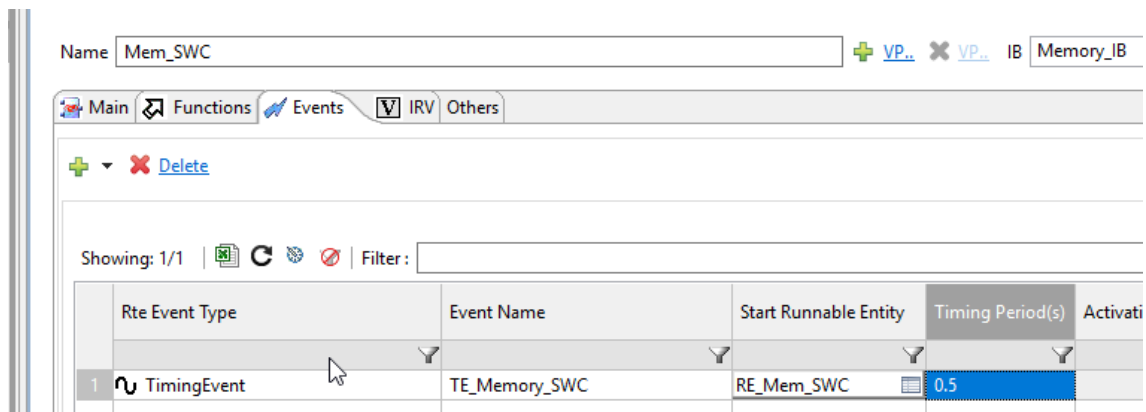 Name Mem_SWC VP.. VP.. IB Memory_IB
Main Functions Events V IRV Others
Delete
Showing: 1/1 Filter :
Rte Event Type Event Name Start Runnable Entity Timing Period(s) Activati
1 TimingEvent TE_Memory_SWC RE_Mem_SWC 0.5